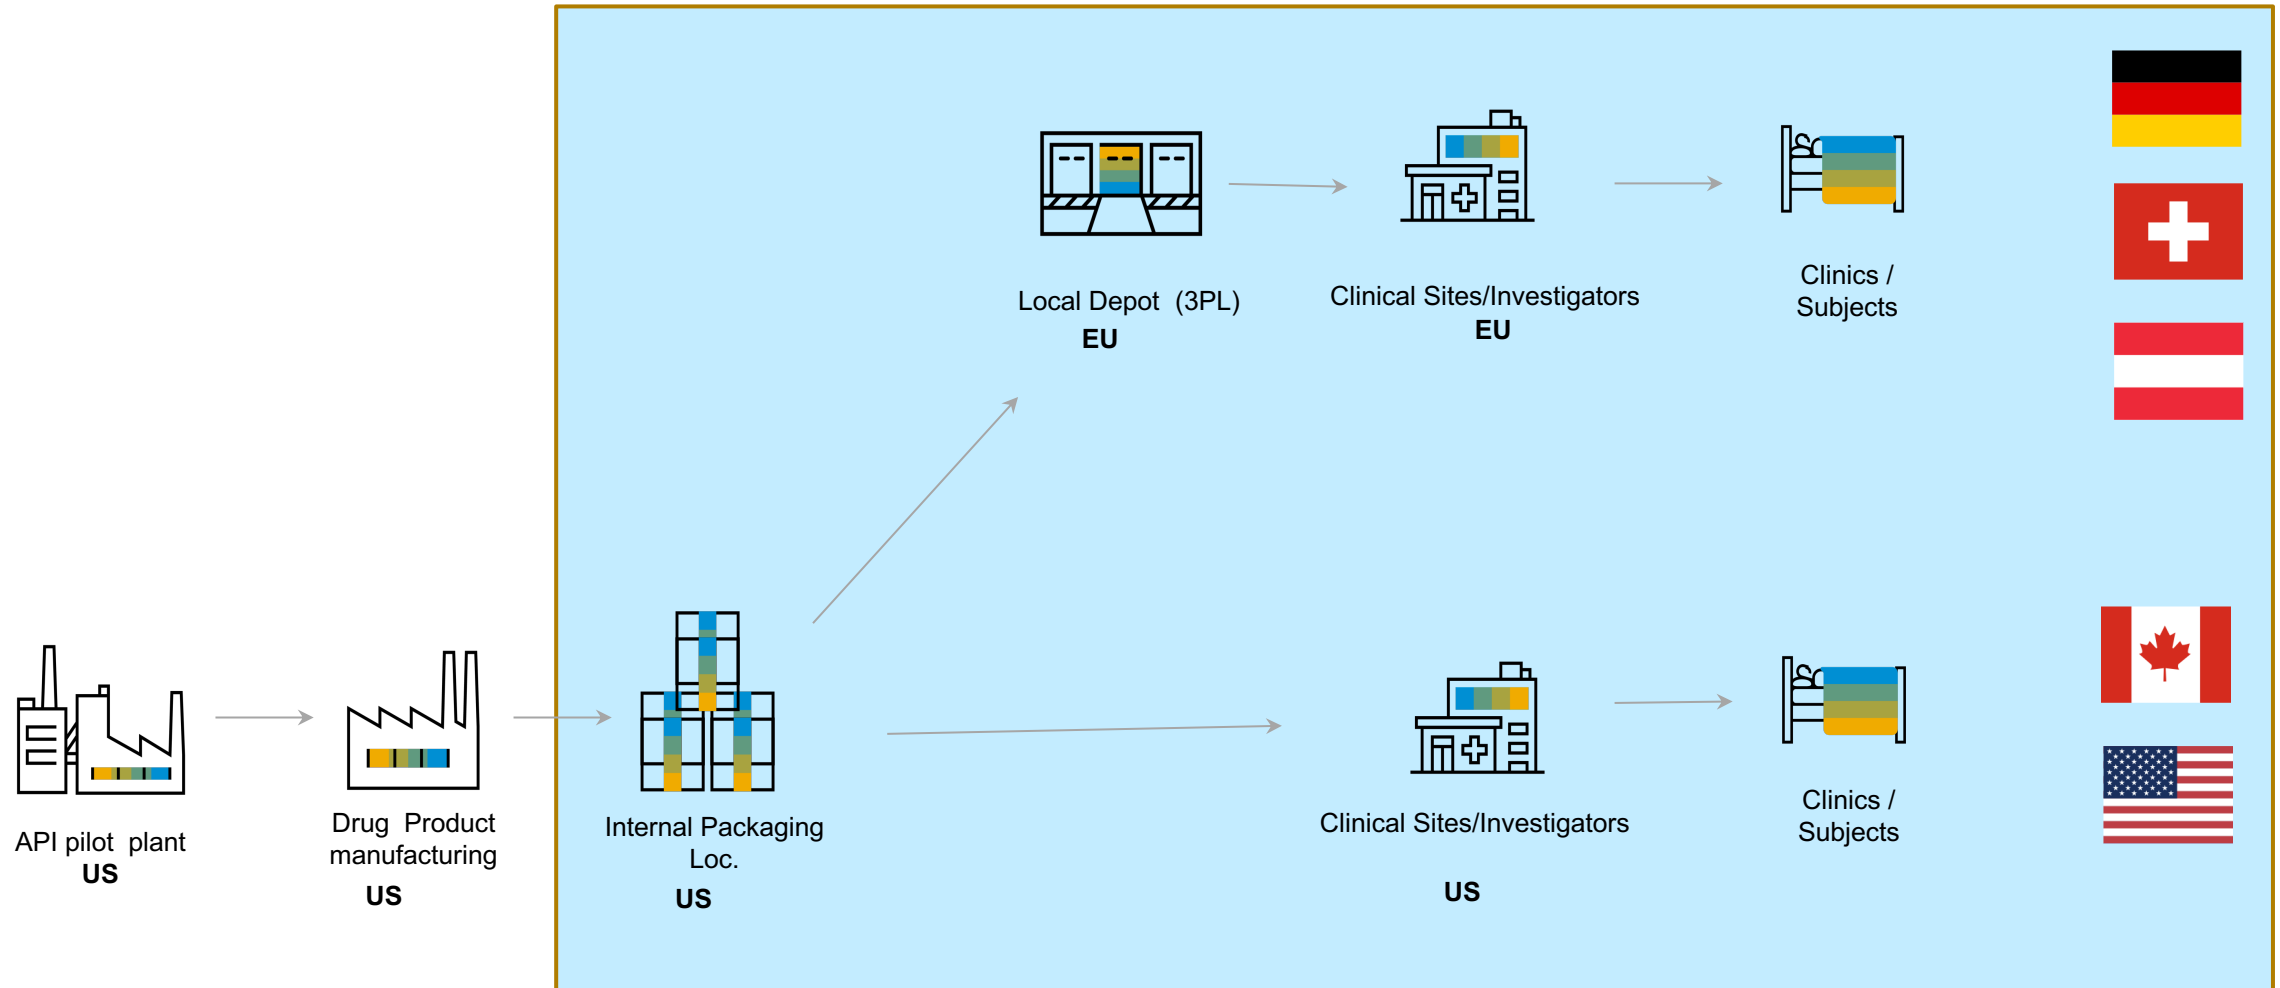 Local Depot (3PL)
EU
Clinical Sites/Investigators
EU
Clinics /
Subjects
API pilot plant
US
Drug Product
manufacturing
US
Internal Packaging
Loc.
US
Clinical Sites/Investigators
US
Clinics /
Subjects